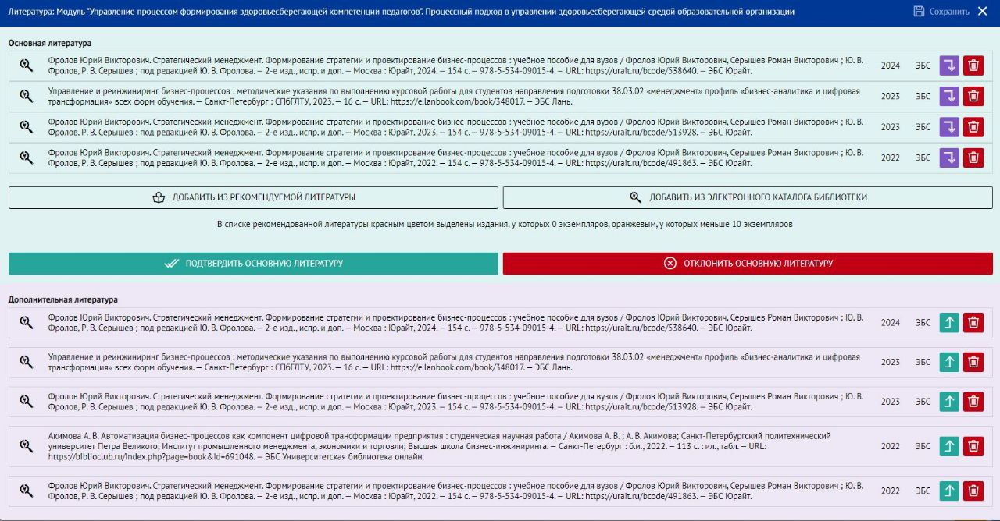 Литература: Модуль "Управление процессом формирования здоровьесберегающей компетенции педагогов". Процессный подход в управлении здоровьесберегающей средой образовательной организации
Сохранить
Основная литература
Фролов Юрий Викторович. Стратегический менеджмент. Формирование стратегии и проектирование бизнес-процессов : учебное пособие для вузов / Фролов Юрий Викторович, Серышев Роман Викторович ; Ю. В.
Фролов, Р. В. Серышев ; под редакцией Ю. В. Фролова. — 2-е изд., испр. и доп. — Москва : Юрайт, 2024. — 154 с. — 978-5-534-09015-4. — URL: https://urait.ru/bcode/538640. — ЭБС Юрайт.
2024 ЭБС
Управление и реинжиниринг бизнес-процессов : методические указания по выполнению курсовой работы для студентов направления подготовки 38.03.02 «менеджмент» профиль «бизнес-аналитика и цифровая
трансформация» всех форм обучения. — Санкт-Петербург : СПбГЛТУ, 2023. — 16 с. — URL: https://e.lanbook.com/book/348017. — ЭБС Лань.
2023 ЭБС
Фролов Юрий Викторович. Стратегический менеджмент. Формирование стратегии и проектирование бизнес-процессов : учебное пособие для вузов / Фролов Юрий Викторович, Серышев Роман Викторович ; Ю. В.
Фролов, Р. В. Серышев ; под редакцией Ю. В. Фролова. — 2-е изд., испр. и доп. — Москва : Юрайт, 2023. — 154 с. — 978-5-534-09015-4. — URL: https://urait.ru/bcode/513928. — ЭБС Юрайт.
2023 ЭБС
Фролов Юрий Викторович. Стратегический менеджмент. Формирование стратегии и проектирование бизнес-процессов : учебное пособие для вузов / Фролов Юрий Викторович, Серышев Роман Викторович ; Ю. В.
Фролов, Р. В. Серышев ; под редакцией Ю. В. Фролова. — 2-е изд., испр. и доп. — Москва : Юрайт, 2022. — 154 с. — 978-5-534-09015-4. — URL: https://urait.ru/bcode/491863. — ЭБС Юрайт.
2022 ЭБС
ДОБАВИТЬ ИЗ РЕКОМЕНДУЕМОЙ ЛИТЕРАТУРЫ
ДОБАВИТЬ ИЗ ЭЛЕКТРОННОГО КАТАЛОГА БИБЛИОТЕКИ
В списке рекомендованной литературы красным цветом выделены издания, у которых 0 экземпляров, оранжевым, у которых меньше 10 экземпляров
ПОДТВЕРДИТЬ ОСНОВНУЮ ЛИТЕРАТУРУ
ОТКЛОНИТЬ ОСНОВНУЮ ЛИТЕРАТУРУ
Дополнительная литература
Фролов Юрий Викторович. Стратегический менеджмент. Формирование стратегии и проектирование бизнес-процессов : учебное пособие для вузов / Фролов Юрий Викторович, Серышев Роман Викторович ; Ю. В.
Фролов, Р. В. Серышев ; под редакцией Ю. В. Фролова. — 2-е изд., испр. и доп. — Москва : Юрайт, 2024. — 154 с. — 978-5-534-09015-4. — URL: https://urait.ru/bcode/538640. — ЭБС Юрайт.
2024 ЭБС
Управление и реинжиниринг бизнес-процессов : методические указания по выполнению курсовой работы для студентов направления подготовки 38.03.02 «менеджмент» профиль «бизнес-аналитика и цифровая
трансформация» всех форм обучения. — Санкт-Петербург : СПбГЛТУ, 2023. — 16 с. — URL: https://e.lanbook.com/book/348017. — ЭБС Лань.
2023 ЭБС
Фролов Юрий Викторович. Стратегический менеджмент. Формирование стратегии и проектирование бизнес-процессов : учебное пособие для вузов / Фролов Юрий Викторович, Серышев Роман Викторович ; Ю. В.
Фролов, Р. В. Серышев ; под редакцией Ю. В. Фролова. — 2-е изд., испр. и доп. — Москва : Юрайт, 2023. — 154 с. — 978-5-534-09015-4. — URL: https://urait.ru/bcode/513928. — ЭБС Юрайт.
2023 ЭБС
Акимова А. В. Автоматизация бизнес-процессов как компонент цифровой трансформации предприятия : студенческая научная работа / Акимова А. В. ; А. В. Акимова; Санкт-Петербургский политехнический
университет Петра Великого; Институт промышленного менеджмента, экономики и торговли; Высшая школа бизнес-инжиниринга. — Санкт-Петербург : б.и., 2022. — 113 с. : ил., табл. — URL:
https://biblioclub.ru/index.php?page=book&id=691048. — ЭБС Университетская библиотека онлайн.
2022 ЭБС
Фролов Юрий Викторович. Стратегический менеджмент. Формирование стратегии и проектирование бизнес-процессов : учебное пособие для вузов / Фролов Юрий Викторович, Серышев Роман Викторович ; Ю. В.
Фролов, Р. В. Серышев ; под редакцией Ю. В. Фролова. — 2-е изд., испр. и доп. — Москва : Юрайт, 2022. — 154 с. — 978-5-534-09015-4. — URL: https://urait.ru/bcode/491863. — ЭБС Юрайт.
2022 ЭБС